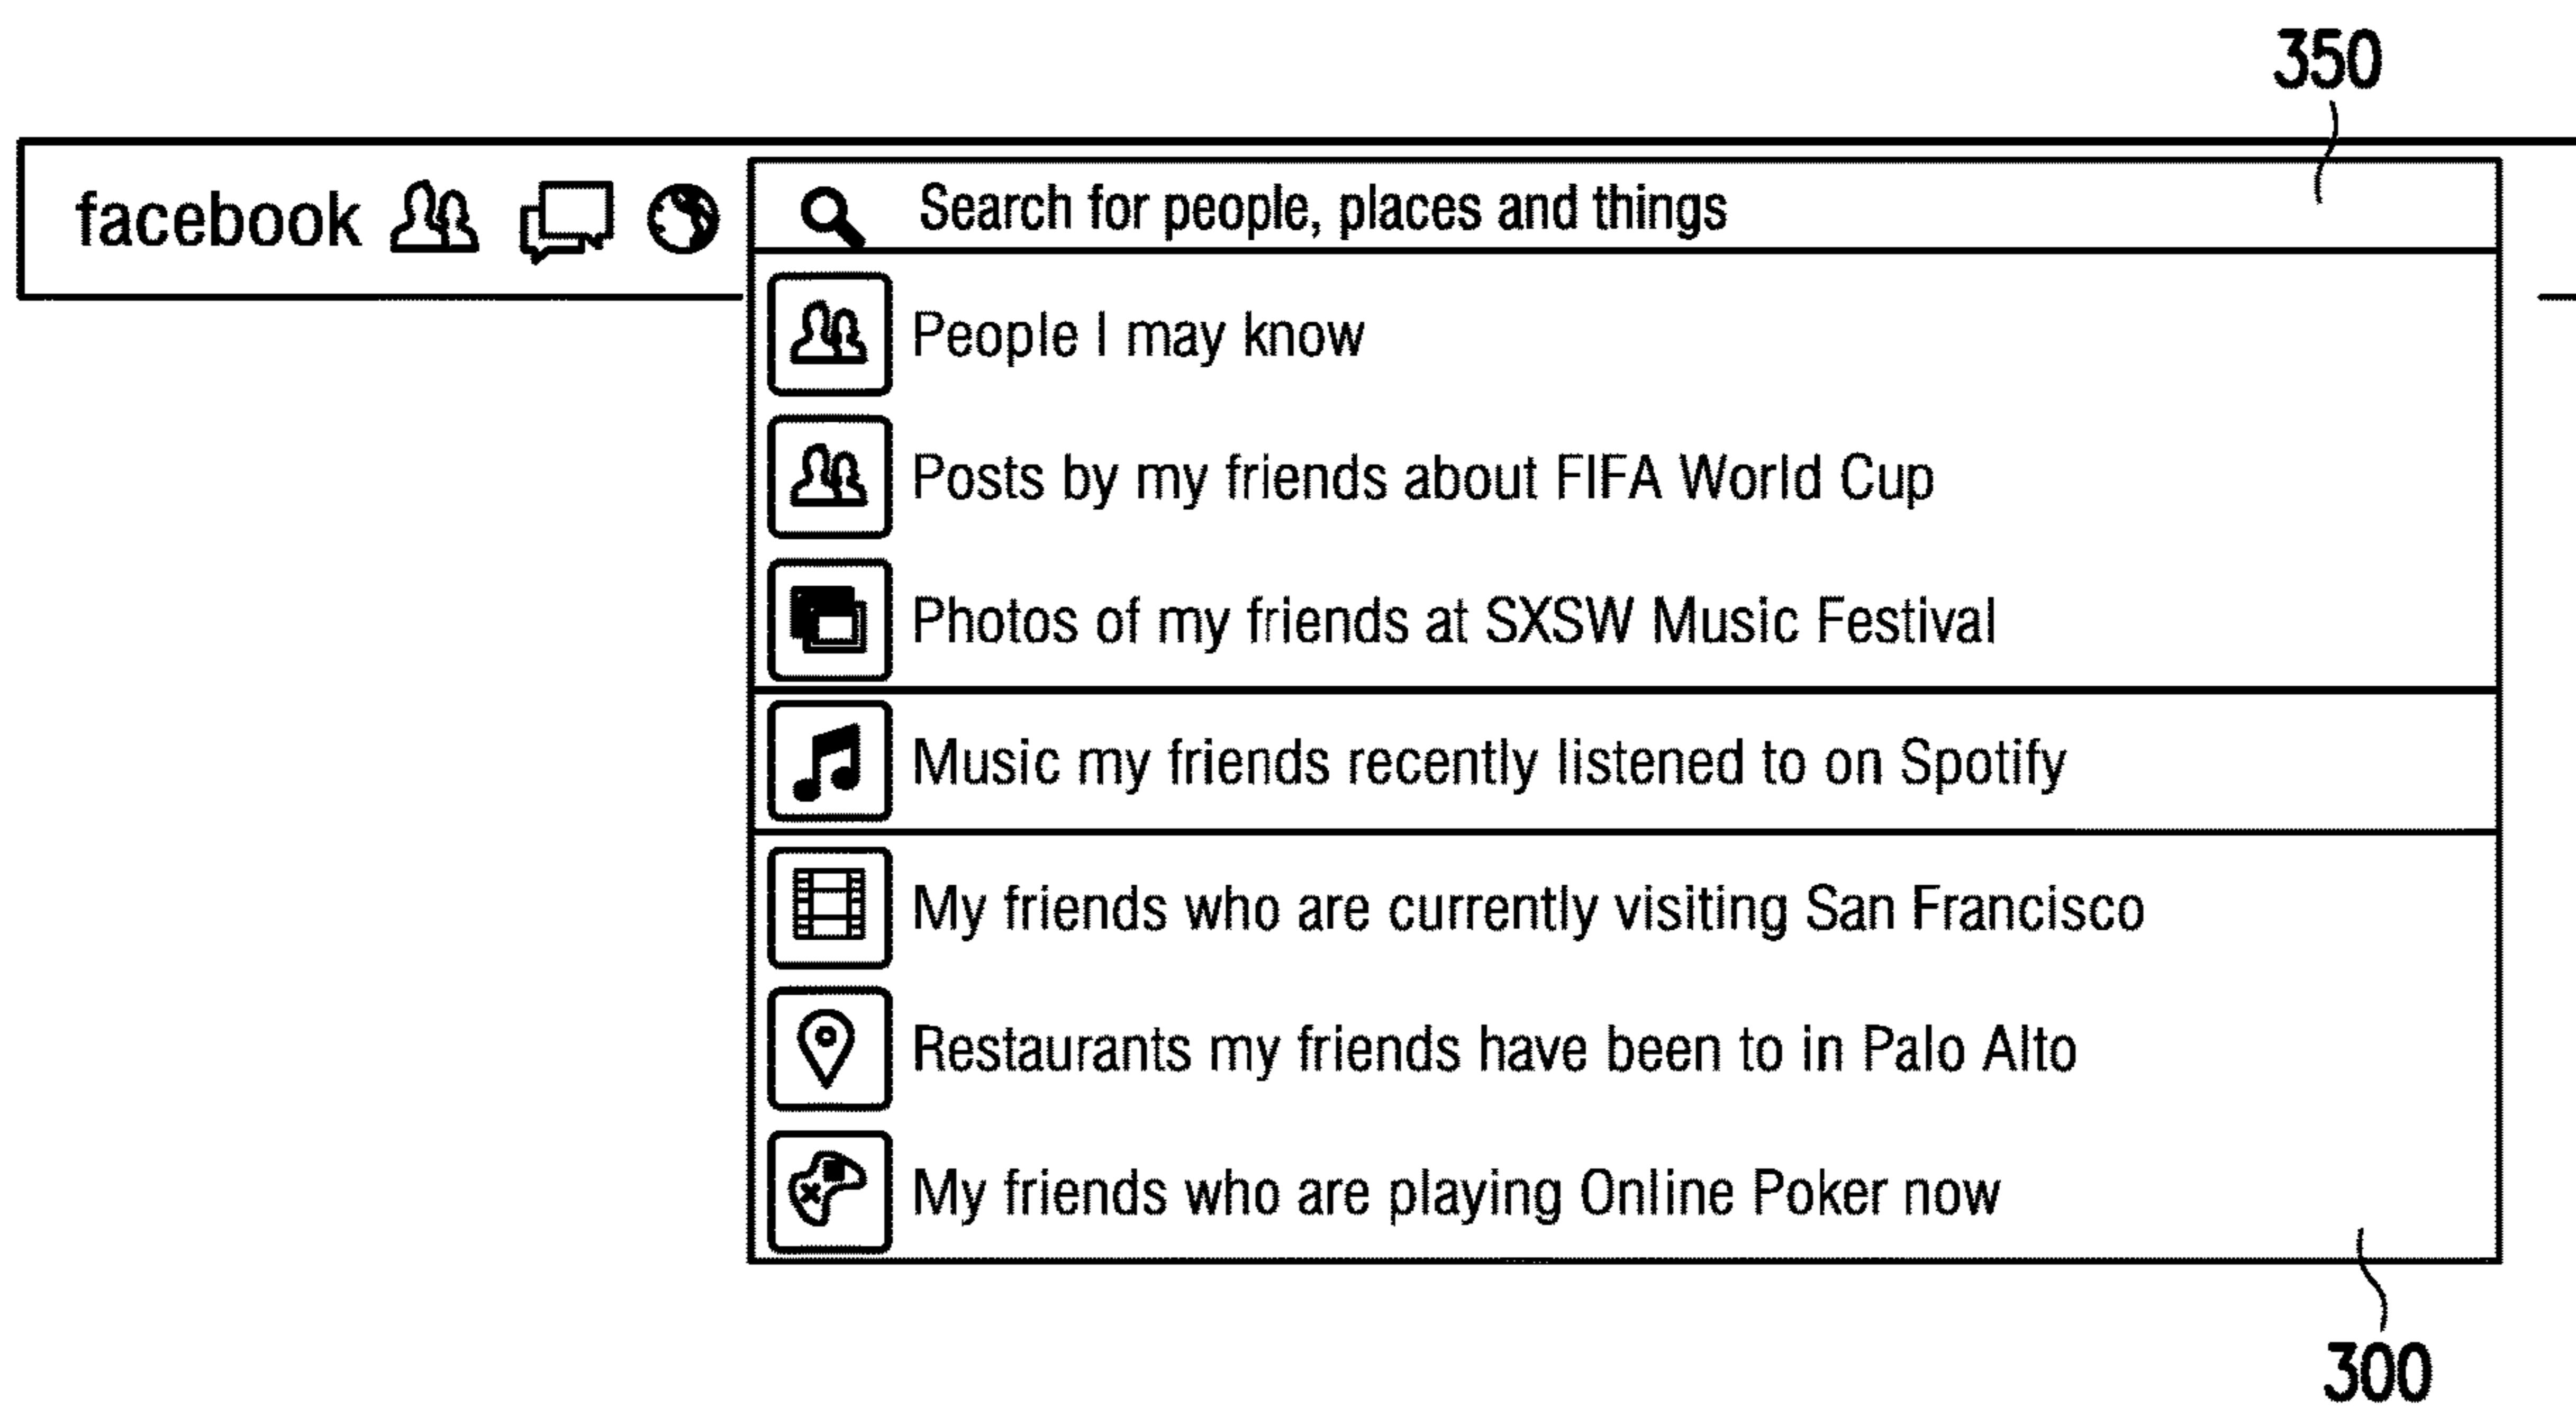 350
facebook
Search for people, places and things
People I may know
Posts by my friends about FIFA World Cup
Photos of my friends at SXSW Music Festival
Music my friends recently listened to on Spotify
My friends who are currently visiting San Francisco
Restaurants my friends have been to in Palo Alto
My friends who are playing Online Poker now
300